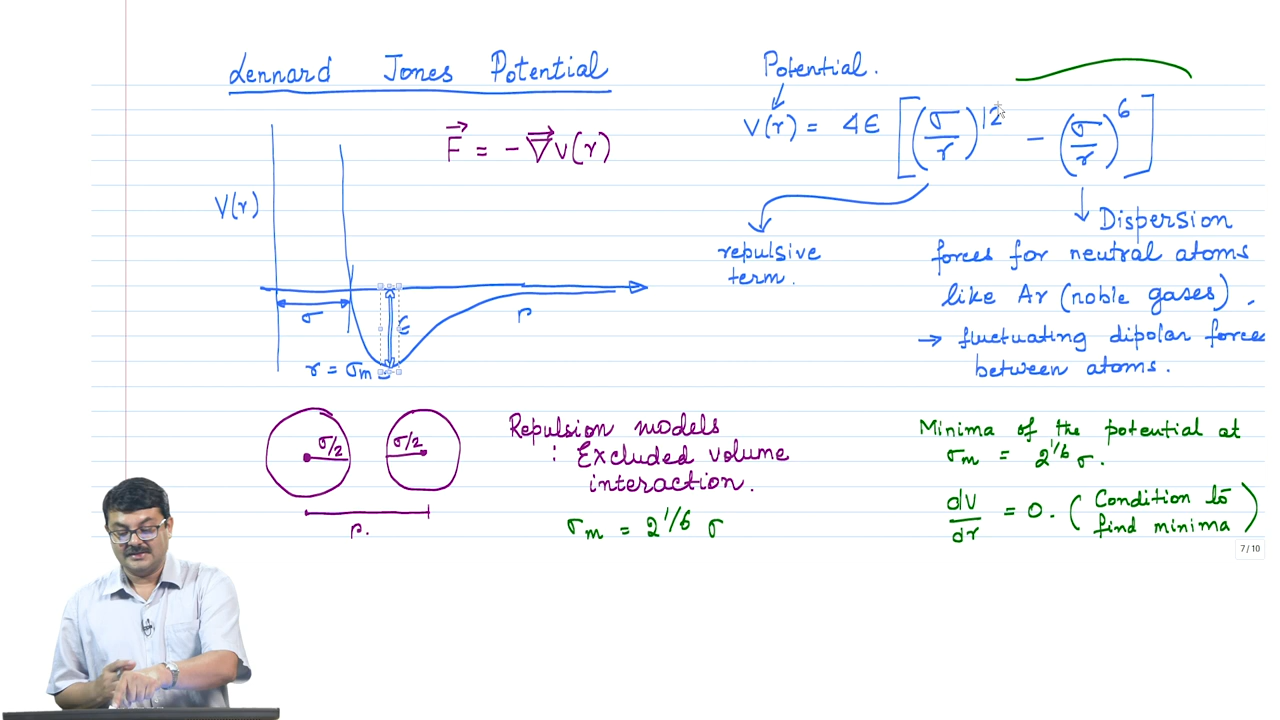 Lennard Jones Potential
F⃗ = - ∇⃗V(r)
V(r)
σ
ε
r
r = σm
Potential.
V(r) = 4ε [(σ/r)^12 - (σ/r)^6]
repulsive
term.
Dispersion
forces for neutral atoms
like Ar (noble gases).
→ fluctuating dipolar forces
between atoms.
σ/2 σ/2
r.
Repulsion models
: Excluded volume
interaction.
σm = 2^1/6 σ
Minima of the potential at
σm = 2^1/6 σ.
dV/dr = 0. (Condition to
find minima)
7/10